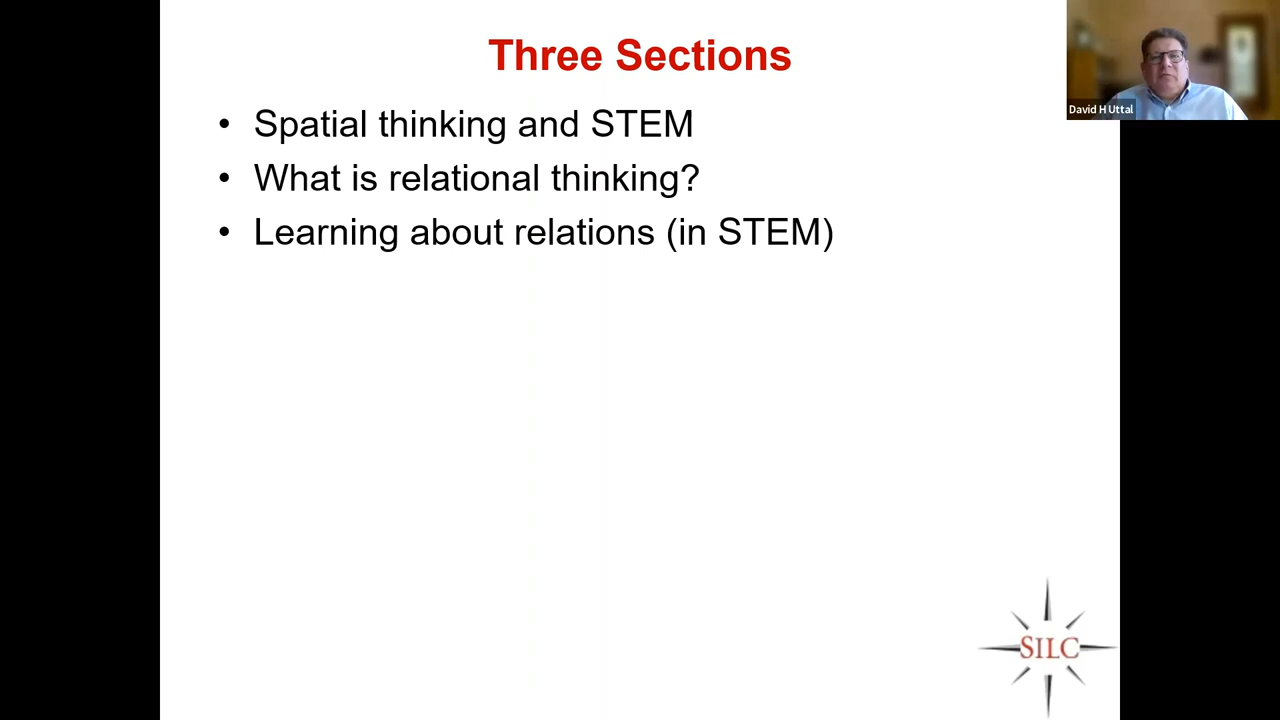 Three Sections
• Spatial thinking and STEM
• What is relational thinking?
• Learning about relations (in STEM)
David H Uttal
SILC